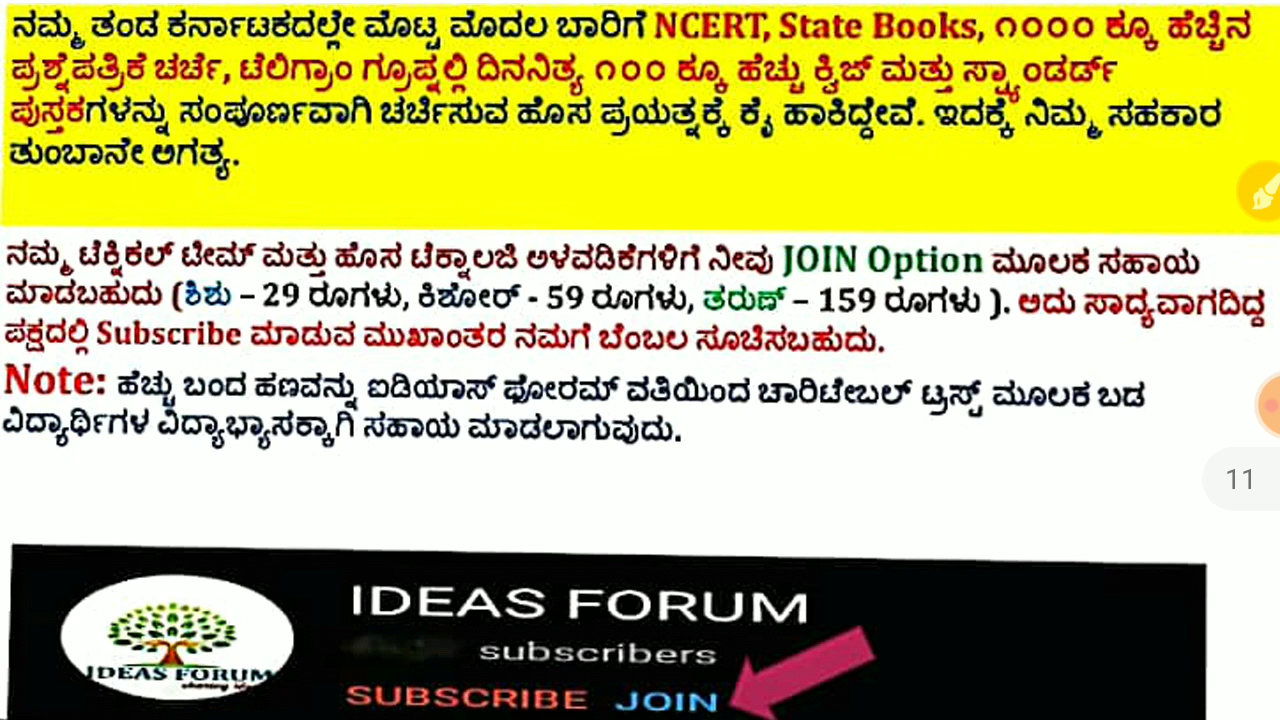 ನಮ್ಮ ತಂಡ ಕರ್ನಾಟಕದಲ್ಲೇ ಮೊಟ್ಟ ಮೊದಲ ಬಾರಿಗೆ NCERT, State Books, ೧೦೦೦ ಕ್ಕೂ ಹೆಚ್ಚಿನ
ಪ್ರಶ್ನೆಪತ್ರಿಕೆ ಚರ್ಚೆ, ಟೆಲಿಗ್ರಾಂ ಗ್ರೂಪ್ನಲ್ಲಿ ದಿನನಿತ್ಯ ೧೦೦ ಕ್ಕೂ ಹೆಚ್ಚು ಕ್ವಿಜ್ ಮತ್ತು ಸ್ಟ್ಯಾಂಡರ್ಡ್
ಪುಸ್ತಕಗಳನ್ನು ಸಂಪೂರ್ಣವಾಗಿ ಚರ್ಚಿಸುವ ಹೊಸ ಪ್ರಯತ್ನಕ್ಕೆ ಕೈ ಹಾಕಿದ್ದೇವೆ. ಇದಕ್ಕೆ ನಿಮ್ಮ ಸಹಕಾರ
ತುಂಬಾನೇ ಅಗತ್ಯ.
ನಮ್ಮ ಟೆಕ್ನಿಕಲ್ ಟೀಮ್ ಮತ್ತು ಹೊಸ ಟೆಕ್ನಾಲಜಿ ಅಳವಡಿಕೆಗಳಿಗೆ ನೀವು JOIN Option ಮೂಲಕ ಸಹಾಯ
ಮಾಡಬಹುದು (ಶಿಶು – 29 ರೂಗಳು, ಕಿಶೋರ್ - 59 ರೂಗಳು, ತರುಣ್ – 159 ರೂಗಳು ). ಅದು ಸಾದ್ಯವಾಗದಿದ್ದ
ಪಕ್ಷದಲ್ಲಿ Subscribe ಮಾಡುವ ಮುಖಾಂತರ ನಮಗೆ ಬೆಂಬಲ ಸೂಚಿಸಬಹುದು.
Note: ಹೆಚ್ಚು ಬಂದ ಹಣವನ್ನು ಐಡಿಯಾಸ್ ಫೋರಮ್ ವತಿಯಿಂದ ಚಾರಿಟೇಬಲ್ ಟ್ರಸ್ಟ್ ಮೂಲಕ ಬಡ
ವಿದ್ಯಾರ್ಥಿಗಳ ವಿದ್ಯಾಭ್ಯಾಸಕ್ಕಾಗಿ ಸಹಾಯ ಮಾಡಲಾಗುವುದು.
11
IDEAS FORUM
subscribers
SUBSCRIBE JOIN
IDEAS FORUM